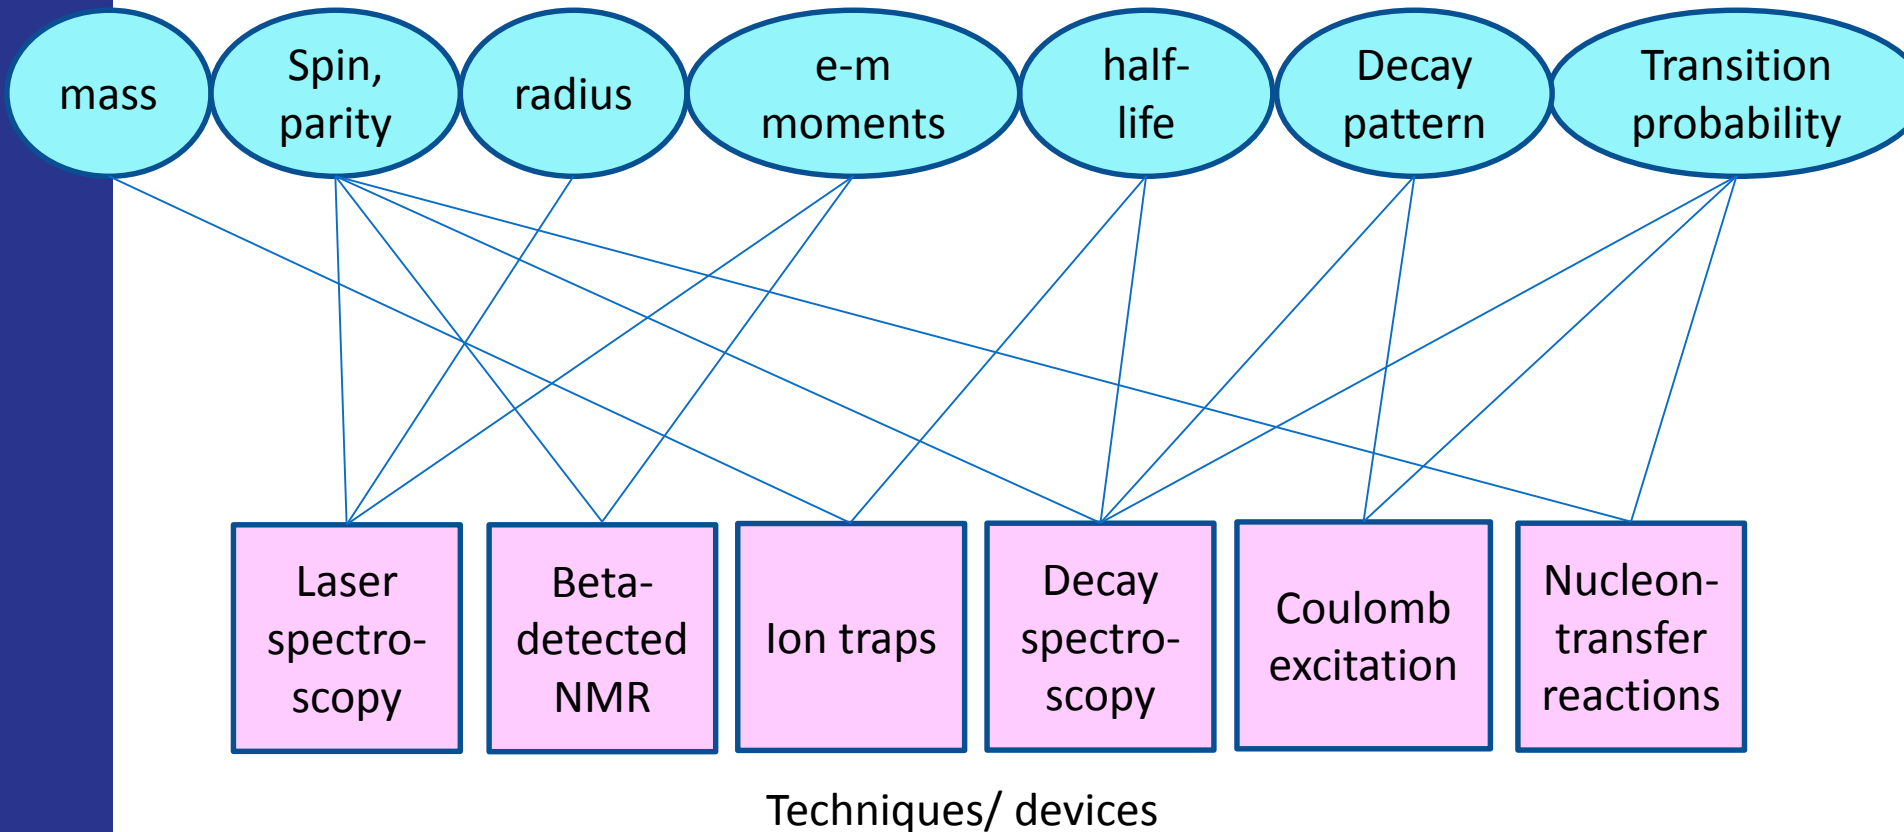 mass
Spin,
parity
radius
e-m
moments
half-
life
Decay
pattern
Transition
probability
Laser
spectro-
scopy
Beta-
detected
NMR
Ion traps
Decay
spectro-
scopy
Coulomb
excitation
Nucleon-
transfer
reactions
Techniques/ devices